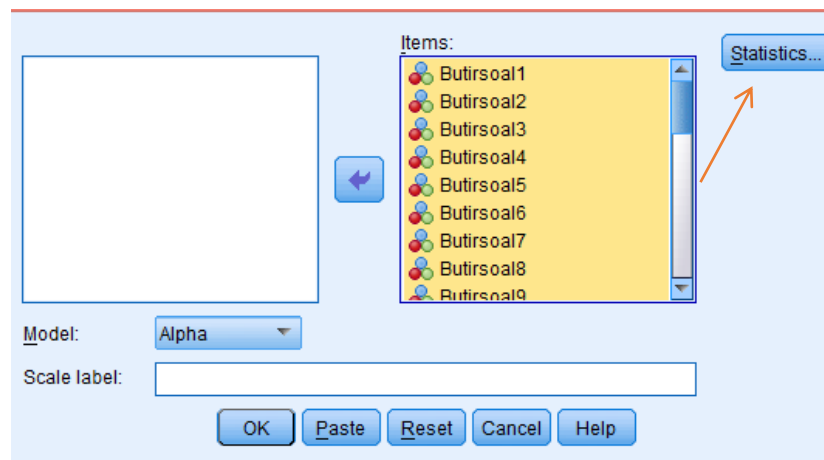 Items:
Statistics...
Butirsoal1
Butirsoal2
Butirsoal3
Butirsoal4
Butirsoal5
Butirsoal6
Butirsoal7
Butirsoal8
Butirsoal9
Model:
Alpha
Scale label:
OK Paste Reset Cancel Help